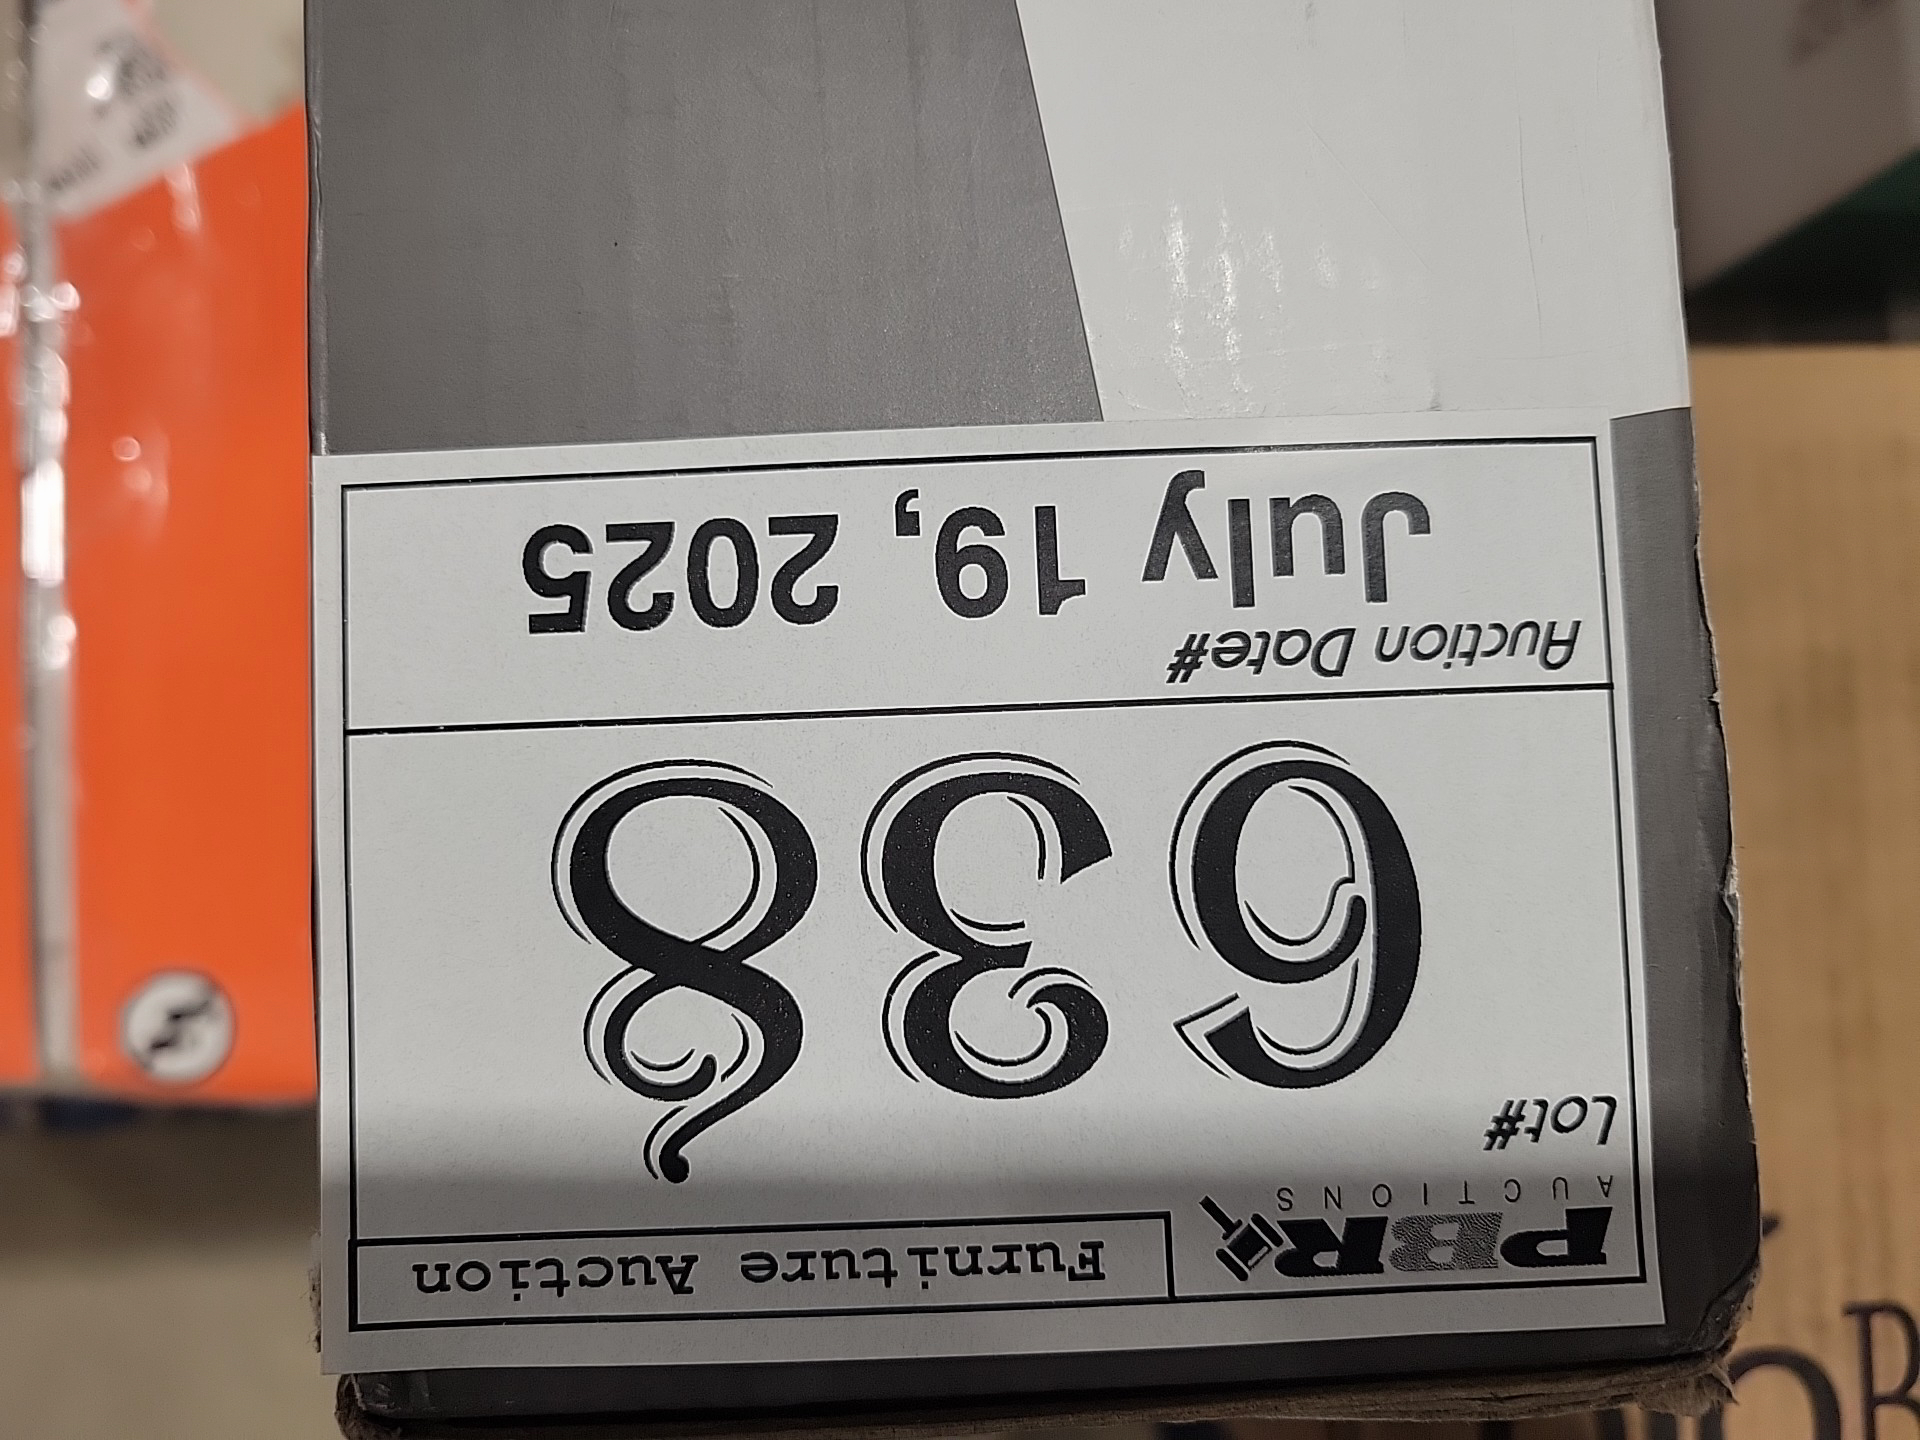 PBR AUCTIONS
Furniture Auction
Lot#
638
Auction Date#
July 19, 2025